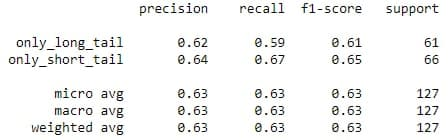 precision recall f1-score support
only_long_tail 0.62 0.59 0.61 61
only_short_tail 0.64 0.67 0.65 66
micro avg 0.63 0.63 0.63 127
macro avg 0.63 0.63 0.63 127
weighted avg 0.63 0.63 0.63 127